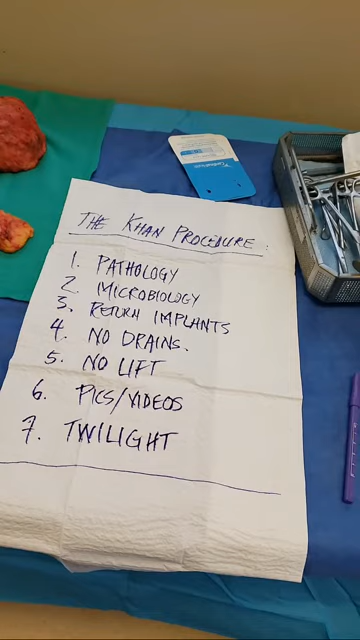 THE KHAN PROCEDURE:
1. PATHOLOGY
2. MICROBIOLOGY
3. RETURN IMPLANTS
4. NO DRAINS.
5. NO LIFT
6. PICS/VIDEOS
7. TWILIGHT